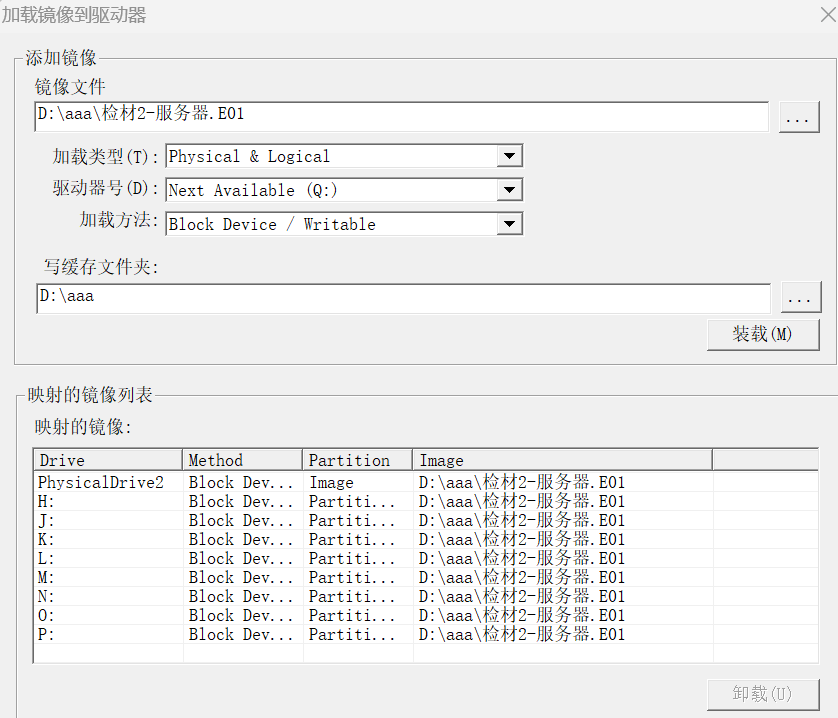 加载镜像到驱动器
添加镜像
镜像文件
D:\aaa\检材2-服务器.E01
...
加载类型(T): Physical & Logical
驱动器号(D): Next Available (Q:)
加载方法: Block Device / Writable
写缓存文件夹:
D:\aaa
...
装载(M)
映射的镜像列表
映射的镜像:
Drive Method Partition Image
PhysicalDrive2 Block Dev... Image D:\aaa\检材2-服务器.E01
H: Block Dev... Partiti... D:\aaa\检材2-服务器.E01
J: Block Dev... Partiti... D:\aaa\检材2-服务器.E01
K: Block Dev... Partiti... D:\aaa\检材2-服务器.E01
L: Block Dev... Partiti... D:\aaa\检材2-服务器.E01
M: Block Dev... Partiti... D:\aaa\检材2-服务器.E01
N: Block Dev... Partiti... D:\aaa\检材2-服务器.E01
O: Block Dev... Partiti... D:\aaa\检材2-服务器.E01
P: Block Dev... Partiti... D:\aaa\检材2-服务器.E01
卸载(U)